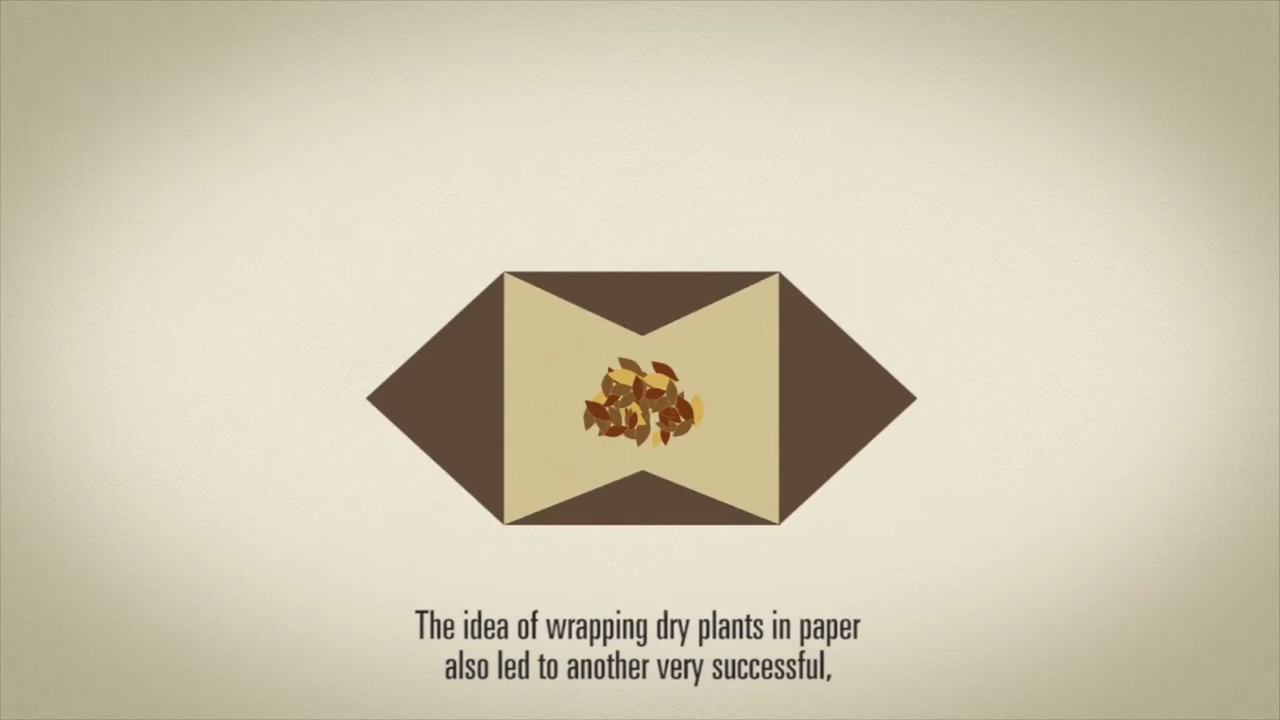 The idea of wrapping dry plants in paper
also led to another very successful,